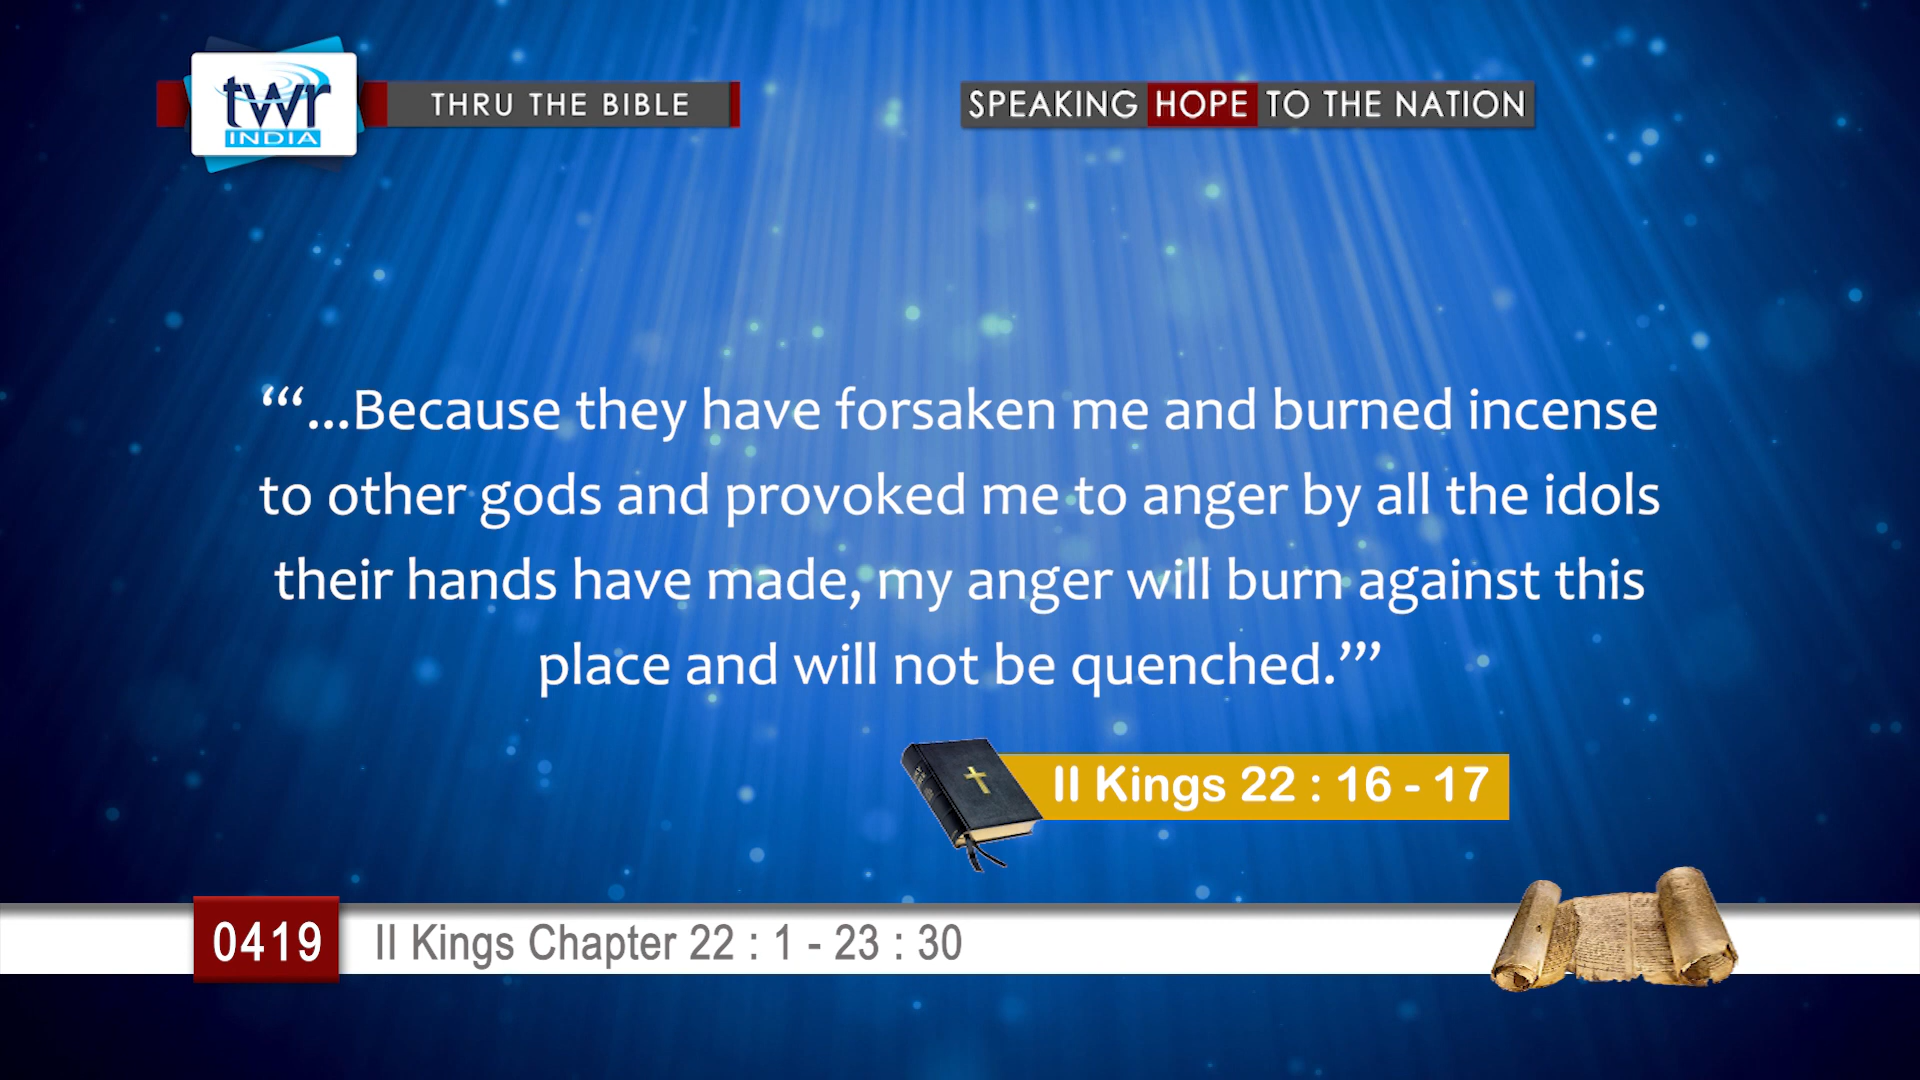 twr
INDIA
THRU THE BIBLE
SPEAKING HOPE TO THE NATION
“‘“...Because they have forsaken me and burned incense
to other gods and provoked me to anger by all the idols
their hands have made, my anger will burn against this
place and will not be quenched.’”
II Kings 22 : 16 - 17
0419
II Kings Chapter 22 : 1 - 23 : 30